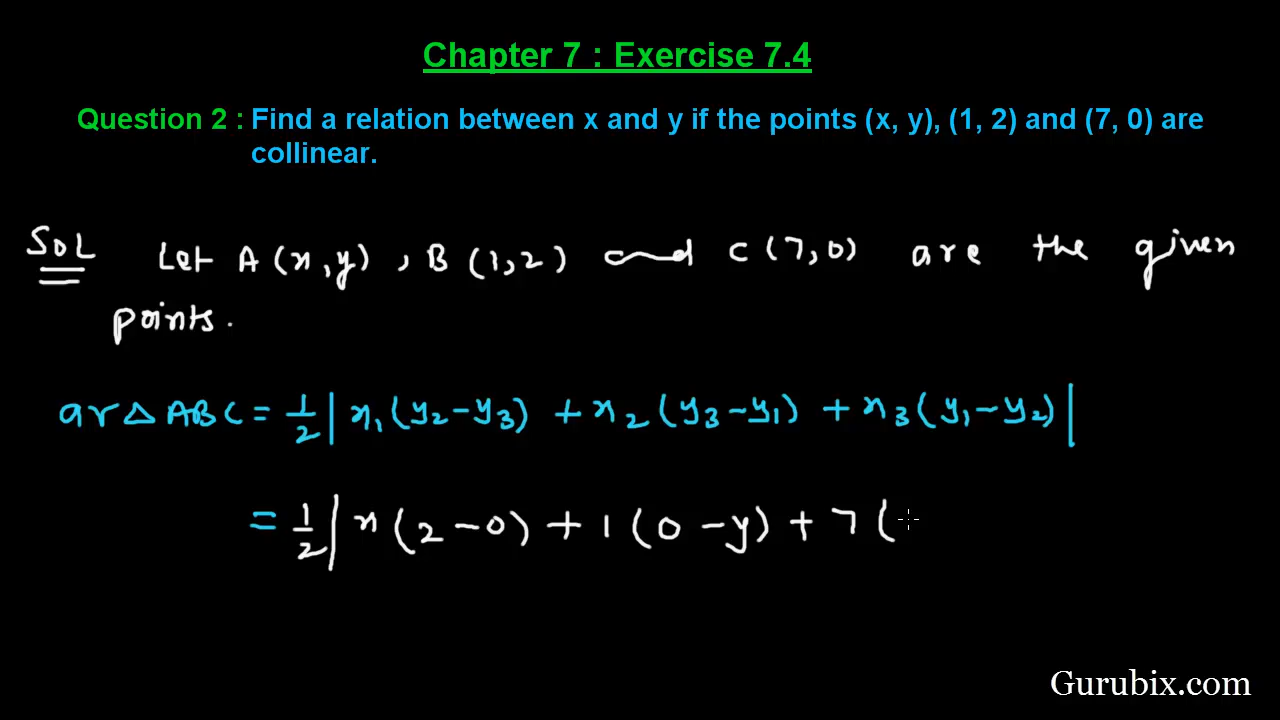 Chapter 7 : Exercise 7.4
Question 2 : Find a relation between x and y if the points (x, y), (1, 2) and (7, 0) are
collinear.
SOL Let A (x, y) , B (1, 2) and C (7, 0) are the given
points.
ar△ABC = 1/2 | x₁(y₂ - y₃) + x₂(y₃ - y₁) + x₃(y₁ - y₂) |
= 1/2 | x(2 - 0) + 1(0 - y) + 7(
Gurubix.com